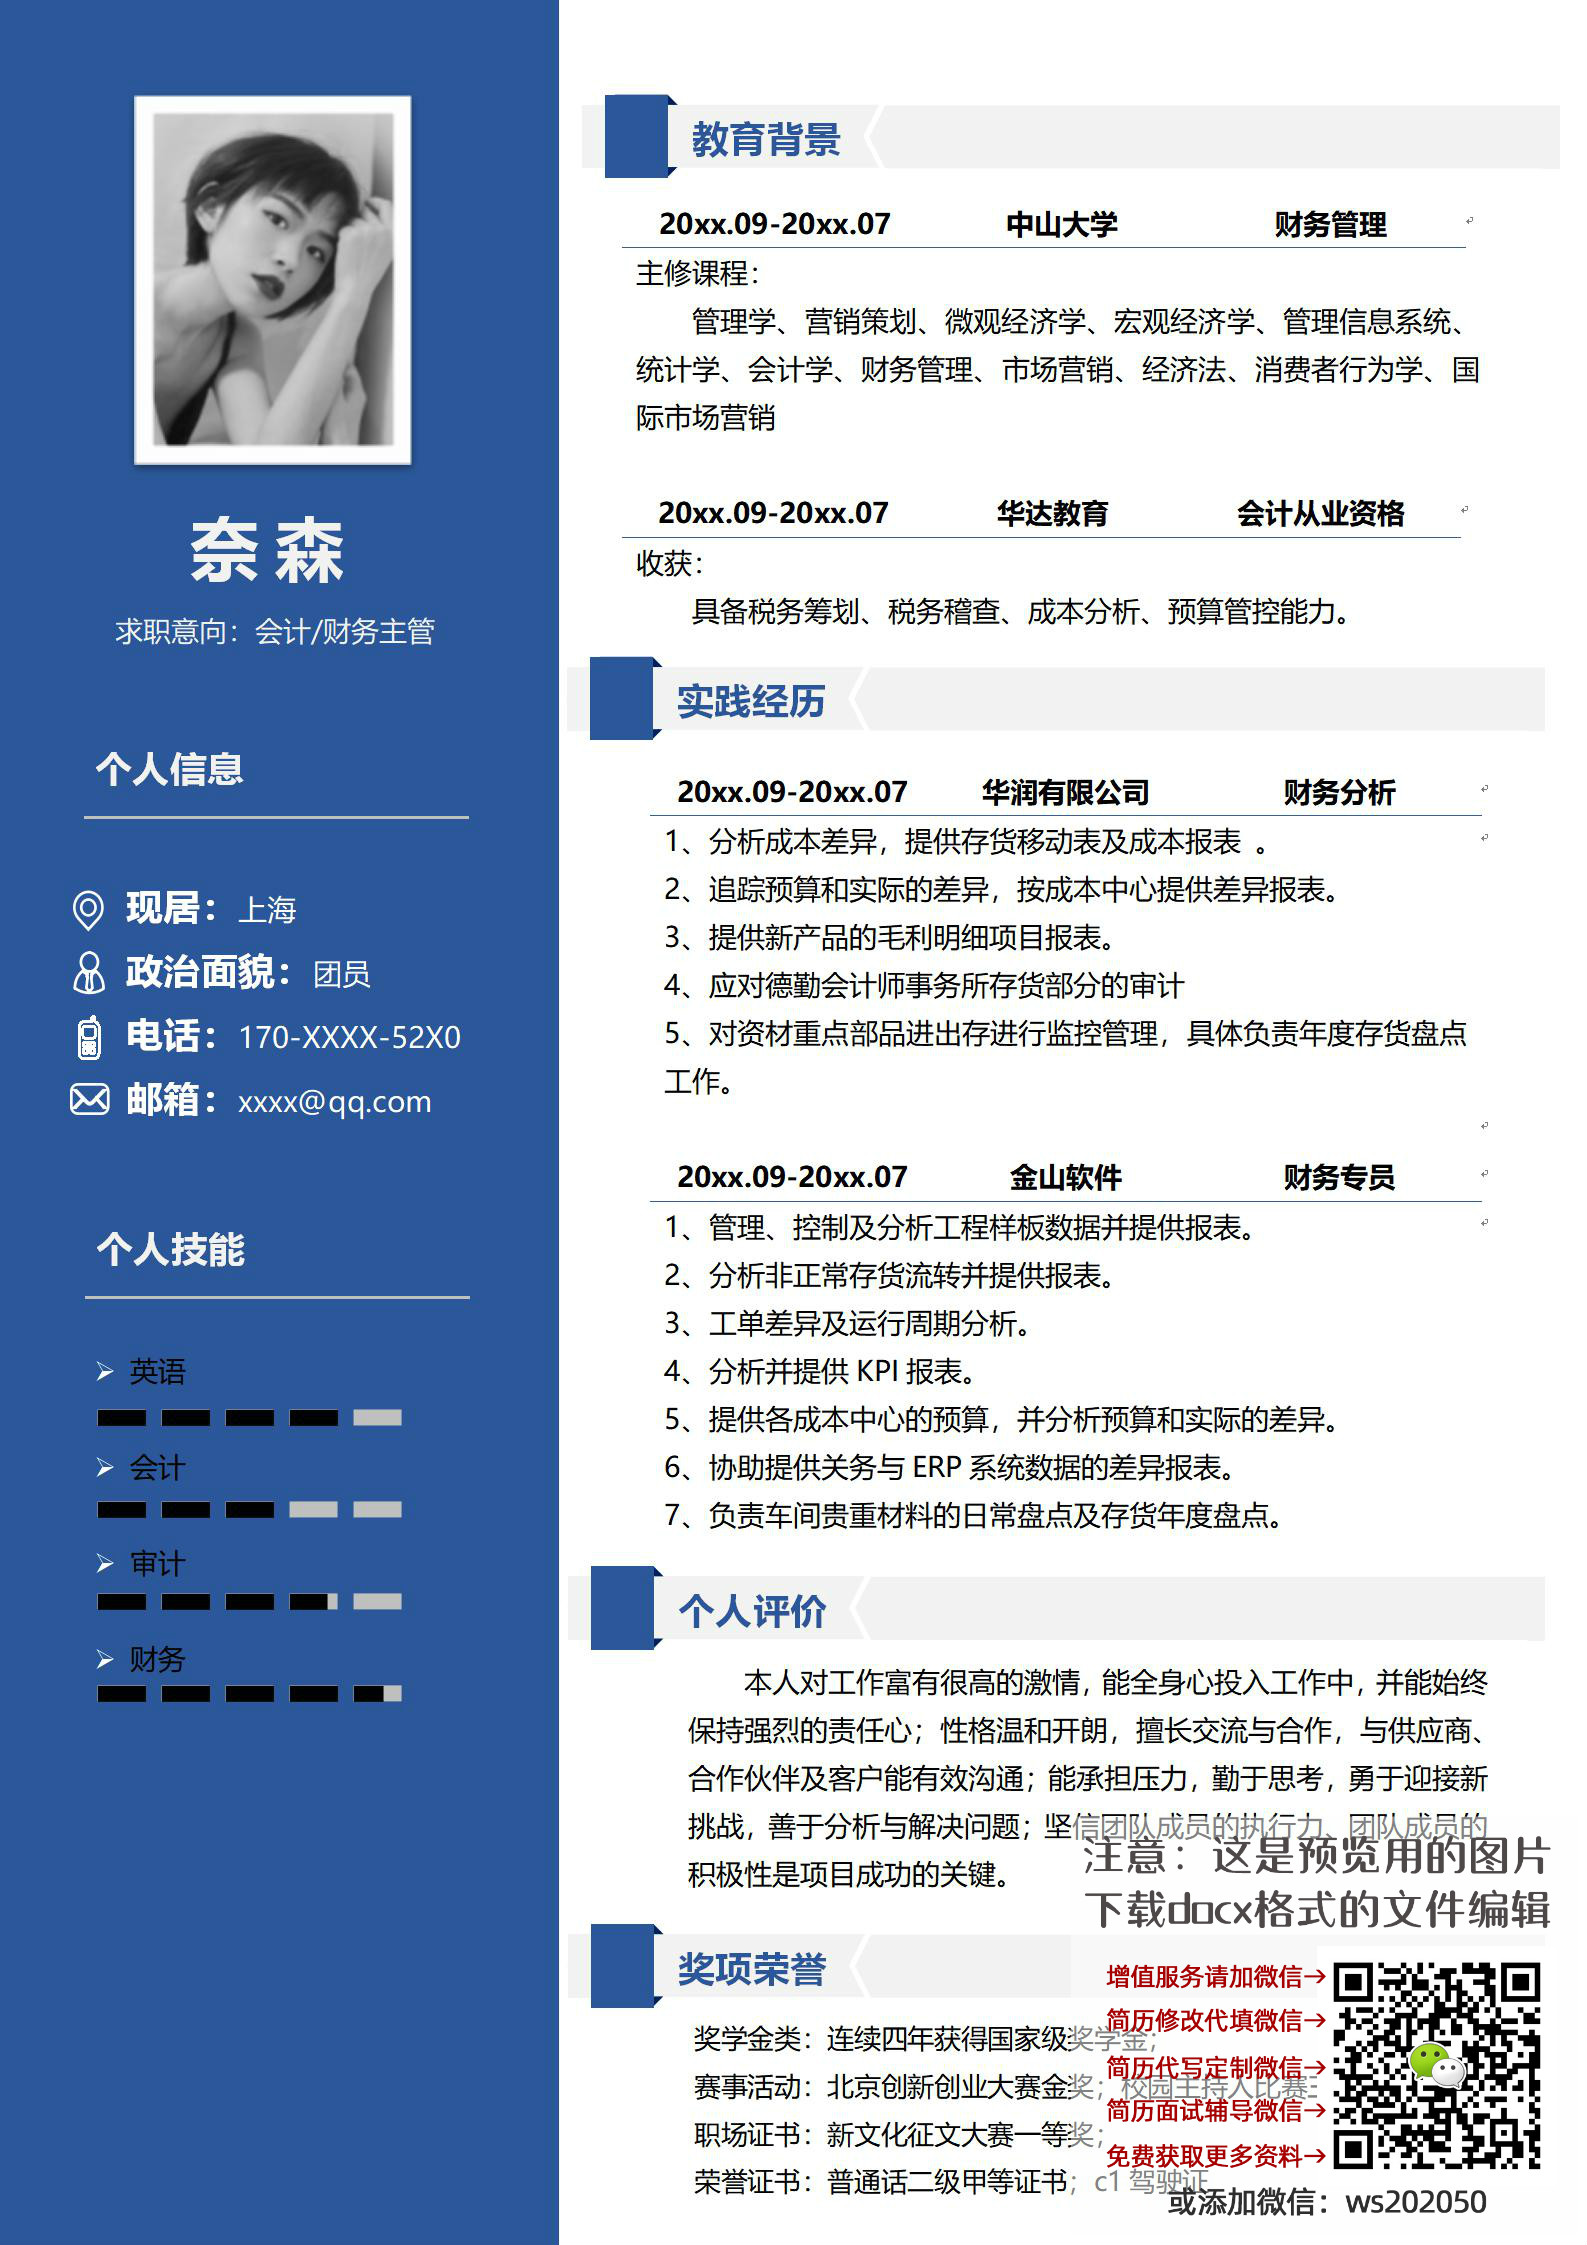 奈森
求职意向：会计/财务主管
个人信息
现居：上海
政治面貌：团员
电话：170-XXXX-52X0
邮箱：xxxx@qq.com
个人技能
英语
会计
审计
财务
教育背景
20xx.09-20xx.07 中山大学 财务管理
主修课程：
管理学、营销策划、微观经济学、宏观经济学、管理信息系统、
统计学、会计学、财务管理、市场营销、经济法、消费者行为学、国
际市场营销
20xx.09-20xx.07 华达教育 会计从业资格
收获：
具备税务筹划、税务稽查、成本分析、预算管控能力。
实践经历
20xx.09-20xx.07 华润有限公司 财务分析
1、分析成本差异，提供存货移动表及成本报表 。
2、追踪预算和实际的差异，按成本中心提供差异报表。
3、提供新产品的毛利明细项目报表。
4、应对德勤会计师事务所存货部分的审计
5、对资材重点部品进出存进行监控管理，具体负责年度存货盘点
工作。
20xx.09-20xx.07 金山软件 财务专员
1、管理、控制及分析工程样板数据并提供报表。
2、分析非正常存货流转并提供报表。
3、工单差异及运行周期分析。
4、分析并提供 KPI 报表。
5、提供各成本中心的预算，并分析预算和实际的差异。
6、协助提供关务与 ERP 系统数据的差异报表。
7、负责车间贵重材料的日常盘点及存货年度盘点。
个人评价
本人对工作富有很高的激情，能全身心投入工作中，并能始终
保持强烈的责任心；性格温和开朗，擅长交流与合作，与供应商、
合作伙伴及客户能有效沟通；能承担压力，勤于思考，勇于迎接新
挑战，善于分析与解决问题；坚信团队成员的执行力、团队成员的
积极性是项目成功的关键。
注意：这是预览用的图片
下载docx格式的文件编辑
奖项荣誉
奖学金类：连续四年获得国家级奖学金；
赛事活动：北京创新创业大赛金奖；校园主持人比赛
职场证书：新文化征文大赛一等奖；
荣誉证书：普通话二级甲等证书；c1 驾驶证
增值服务请加微信→
简历修改代填微信→
简历代写定制微信→
简历面试辅导微信→
免费获取更多资料→
或添加微信：ws202050